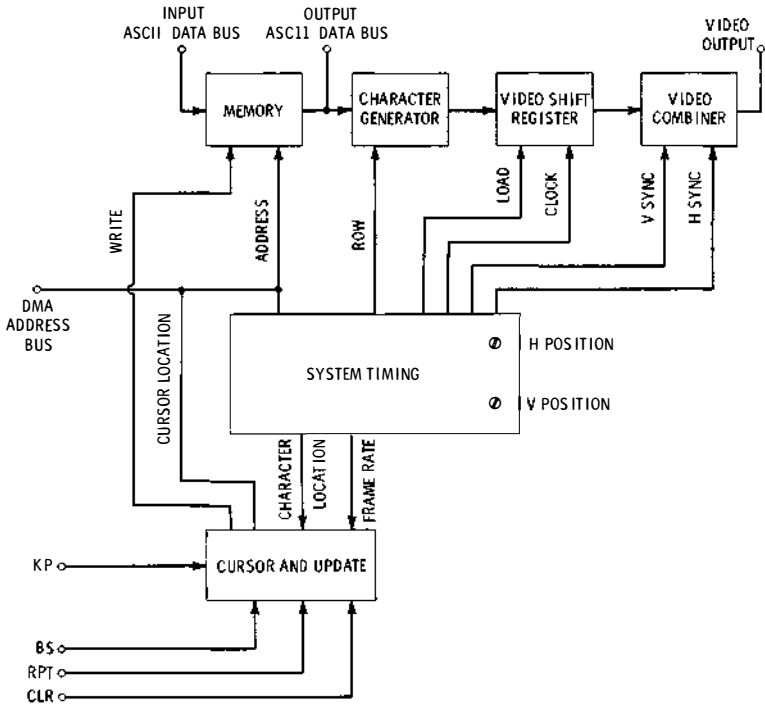 INPUT
ASCII DATA BUS
OUTPUT
ASC11 DATA BUS
VIDEO
OUTPUT
MEMORY
CHARACTER
GENERATOR
VIDEO SHIFT
REGISTER
VIDEO
COMBINER
WRITE
ADDRESS
ROW
LOAD
CLOCK
V SYNC
H SYNC
DMA
ADDRESS
BUS
CURSOR LOCATION
SYSTEM TIMING
H POSITION
V POSITION
CHARACTER
LOCATION
FRAME RATE
KP
CURSOR AND UPDATE
BS
RPT
CLR